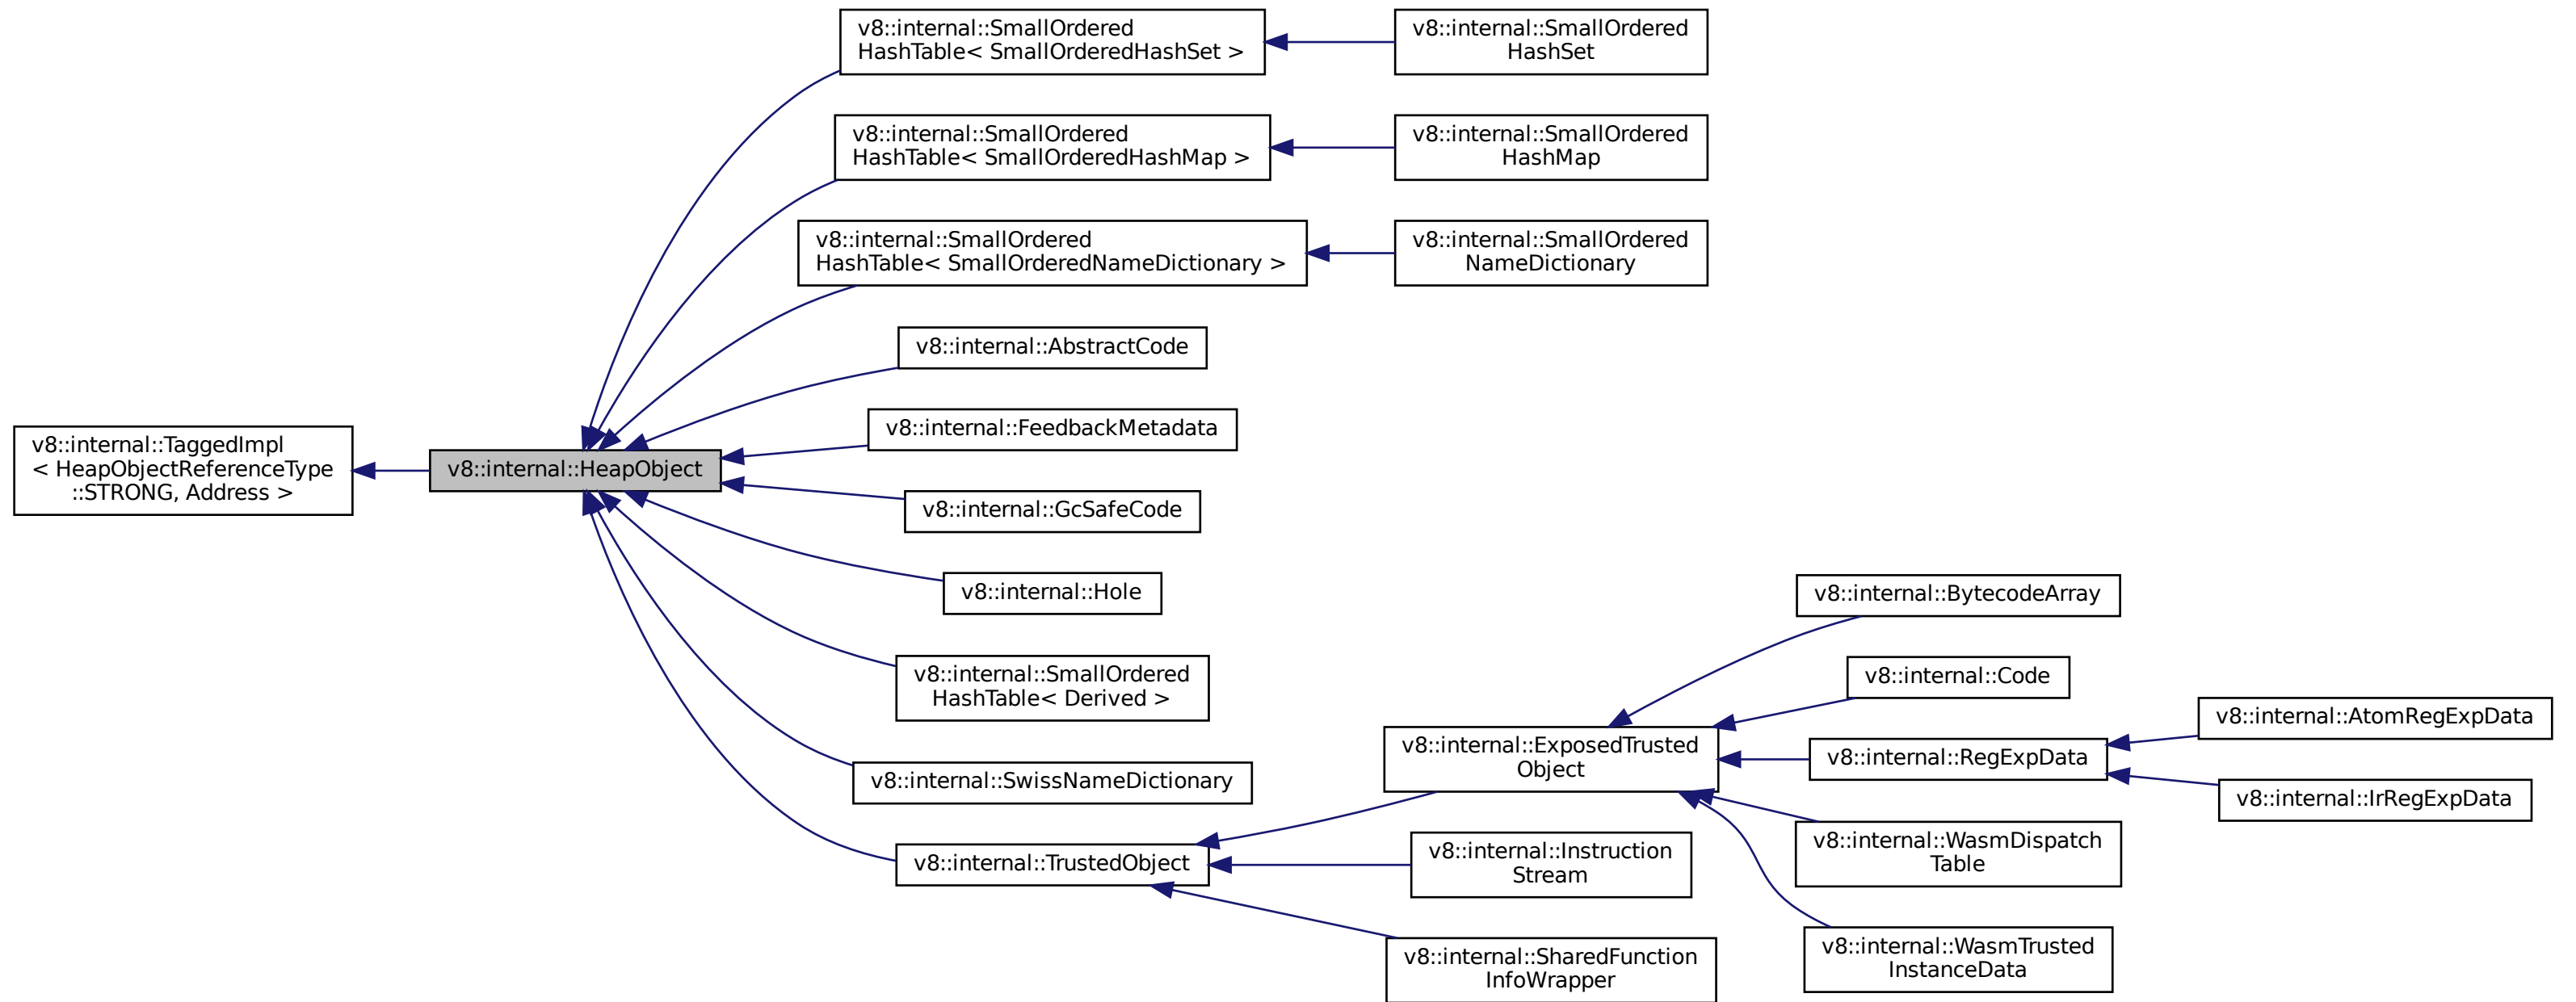 v8::internal::SmallOrdered
HashTable< SmallOrderedHashSet >
v8::internal::SmallOrdered
HashSet
v8::internal::SmallOrdered
HashTable< SmallOrderedHashMap >
v8::internal::SmallOrdered
HashMap
v8::internal::SmallOrdered
HashTable< SmallOrderedNameDictionary >
v8::internal::SmallOrdered
NameDictionary
v8::internal::AbstractCode
v8::internal::FeedbackMetadata
v8::internal::TaggedImpl
< HeapObjectReferenceType
::STRONG, Address >
v8::internal::HeapObject
v8::internal::GcSafeCode
v8::internal::Hole
v8::internal::SmallOrdered
HashTable< Derived >
v8::internal::SwissNameDictionary
v8::internal::TrustedObject
v8::internal::ExposedTrusted
Object
v8::internal::Instruction
Stream
v8::internal::SharedFunction
InfoWrapper
v8::internal::BytecodeArray
v8::internal::Code
v8::internal::RegExpData
v8::internal::WasmDispatch
Table
v8::internal::WasmTrusted
InstanceData
v8::internal::AtomRegExpData
v8::internal::IrRegExpData